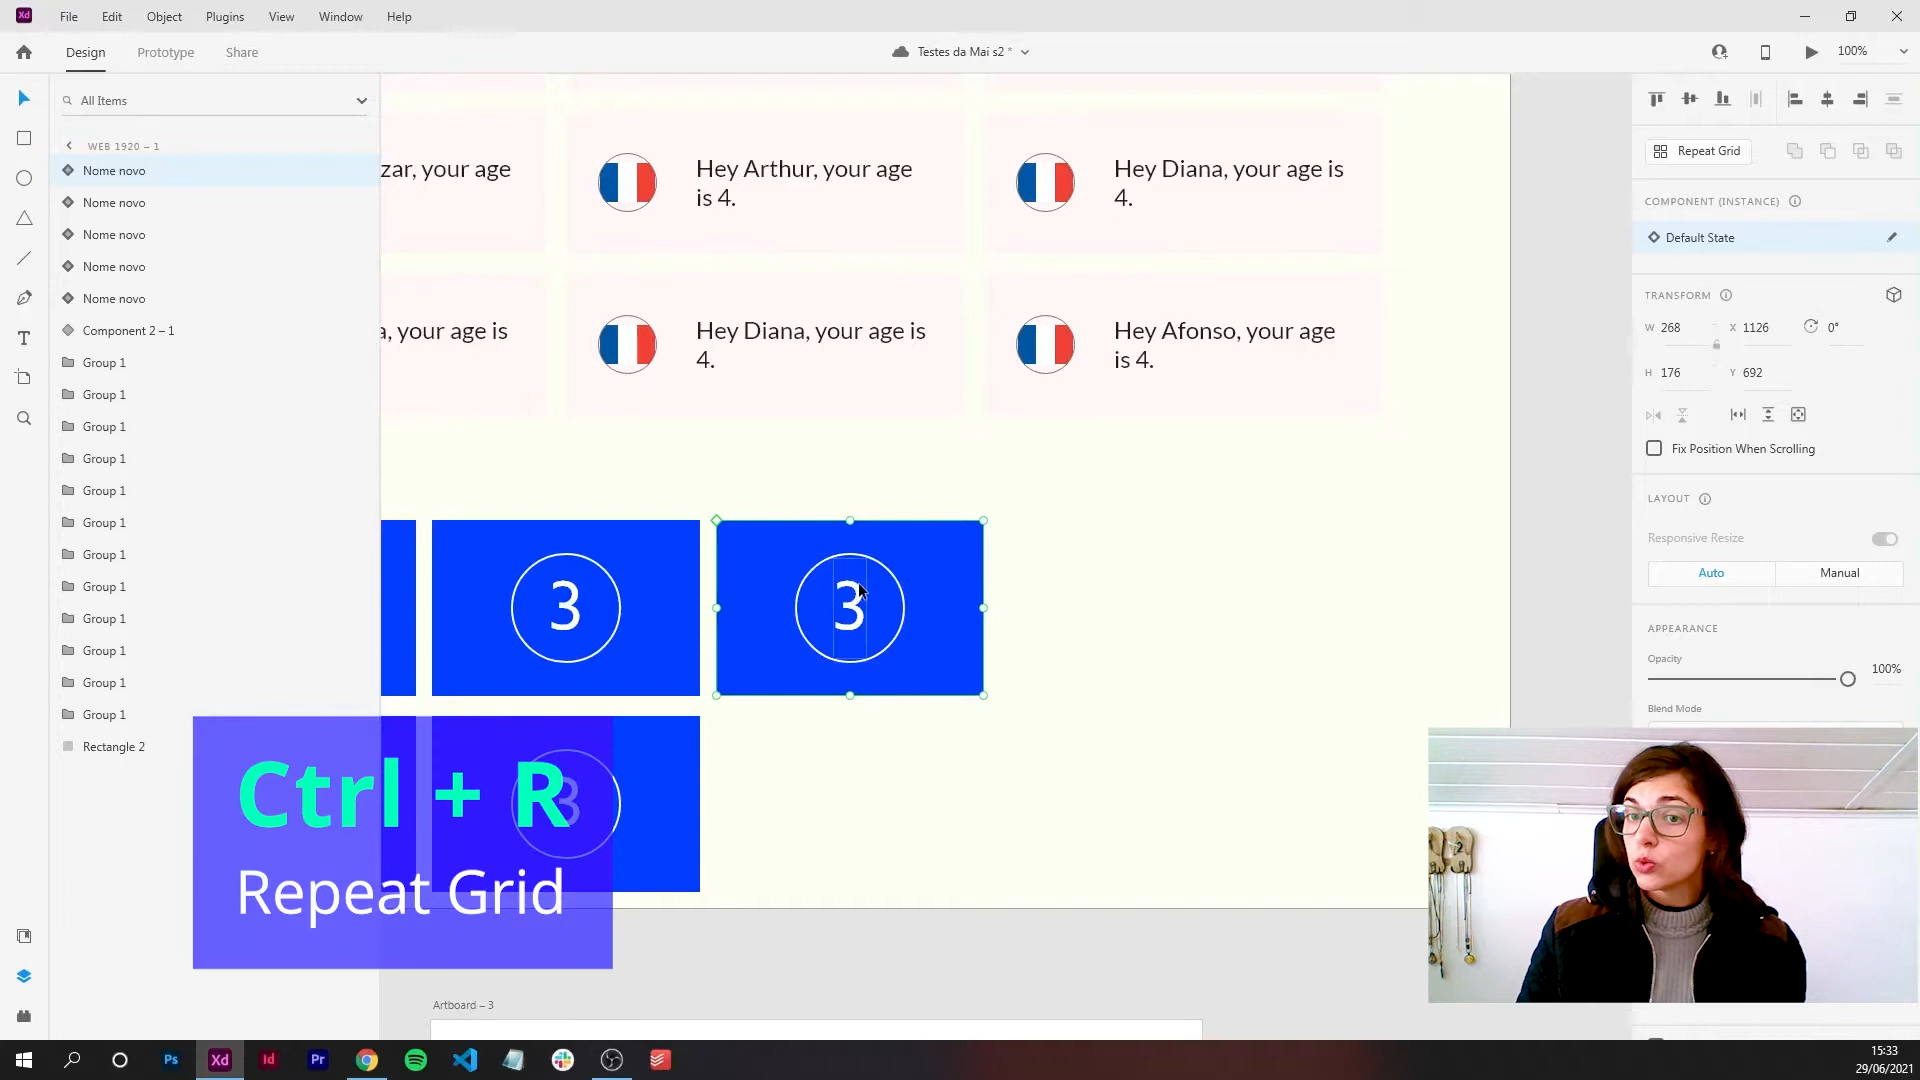 Xd File Edit Object Plugins View Window Help
Design Prototype Share Testes da Mai s2 * 100%
All Items
WEB 1920 – 1
Nome novo
Nome novo
Nome novo
Nome novo
Nome novo
Component 2 – 1
Group 1
Group 1
Group 1
Group 1
Group 1
Group 1
Group 1
Group 1
Group 1
Group 1
Group 1
Group 1
Rectangle 2
zar, your age
Hey Arthur, your age
is 4.
Hey Diana, your age is
4.
a, your age is
Hey Diana, your age is
4.
Hey Afonso, your age
is 4.
3
3
3
Ctrl + R
Repeat Grid
Artboard – 3
Repeat Grid
COMPONENT (INSTANCE)
Default State
TRANSFORM
W 268 X 1126 0°
H 176 Y 692
Fix Position When Scrolling
LAYOUT
Responsive Resize
Auto Manual
APPEARANCE
Opacity
100%
Blend Mode
Ps Xd Id Pr
15:33
29/06/2021